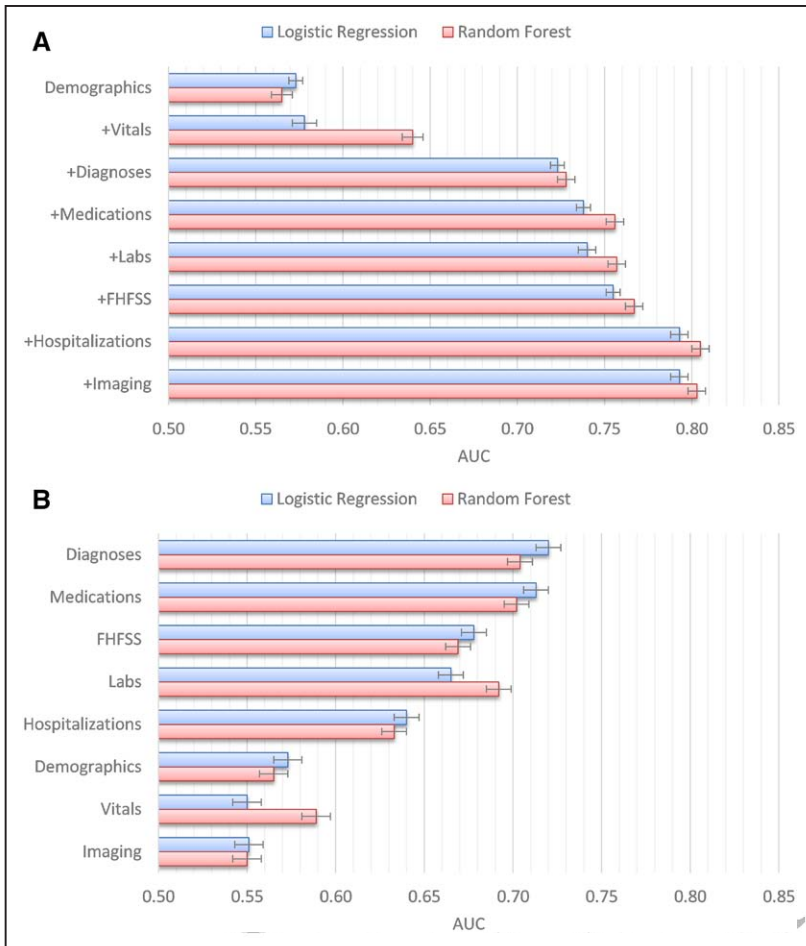 A
Logistic Regression Random Forest
Demographics
+Vitals
+Diagnoses
+Medications
+Labs
+FHFSS
+Hospitalizations
+Imaging
0.50 0.55 0.60 0.65 0.70 0.75 0.80 0.85
AUC
B
Logistic Regression Random Forest
Diagnoses
Medications
FHFSS
Labs
Hospitalizations
Demographics
Vitals
Imaging
0.50 0.55 0.60 0.65 0.70 0.75 0.80 0.85
AUC